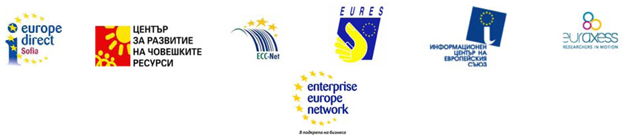 europe
direct
Sofia
ЦЕНТЪР
ЗА РАЗВИТИЕ
НА ЧОВЕШКИТЕ
РЕСУРСИ
ECC-Net
EURES
i
ИНФОРМАЦИОНЕН
ЦЕНТЪР НА
ЕВРОПЕЙСКИЯ
СЪЮЗ
euraxess
RESEARCHERS IN MOTION
enterprise
europe
network
В подкрепа на бизнеса